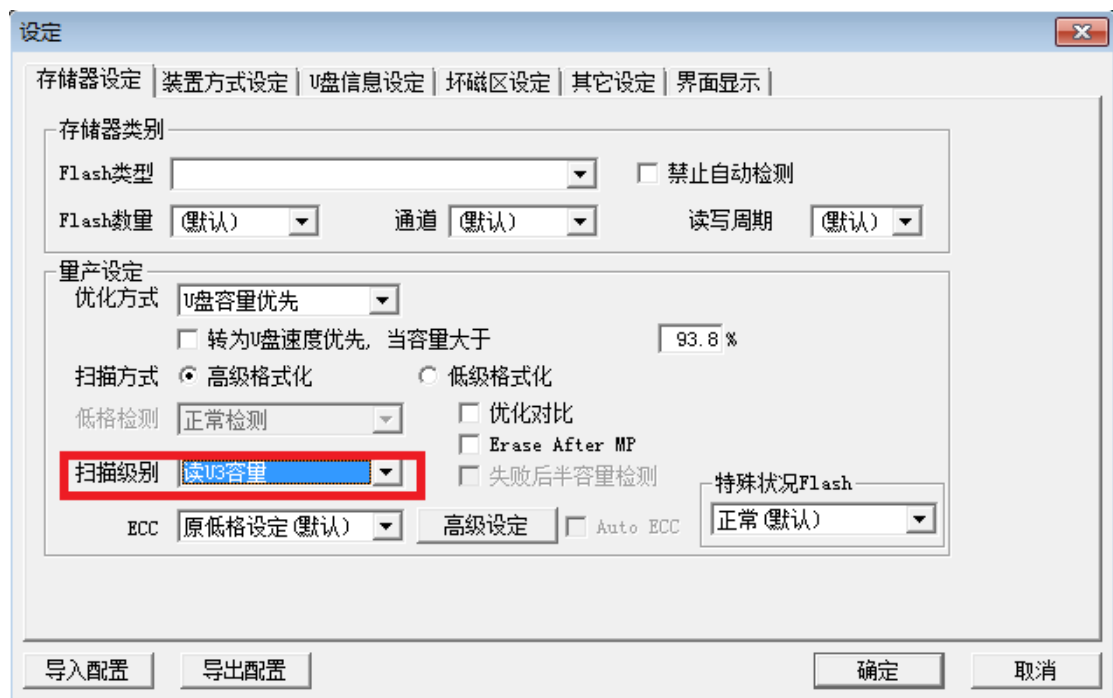 设定
存储器设定 装置方式设定 U盘信息设定 坏磁区设定 其它设定 界面显示
存储器类别
Flash类型 禁止自动检测
Flash数量 (默认) 通道 (默认) 读写周期 (默认)
量产设定
优化方式 U盘容量优先
转为U盘速度优先, 当容量大于 93.8 %
扫描方式 高级格式化 低级格式化
低格检测 正常检测 优化对比
Erase After MP
扫描级别 读U3容量 失败后半容量检测
特殊状况Flash
ECC 原低格设定(默认) 高级设定 Auto ECC 正常(默认)
导入配置 导出配置 确定 取消